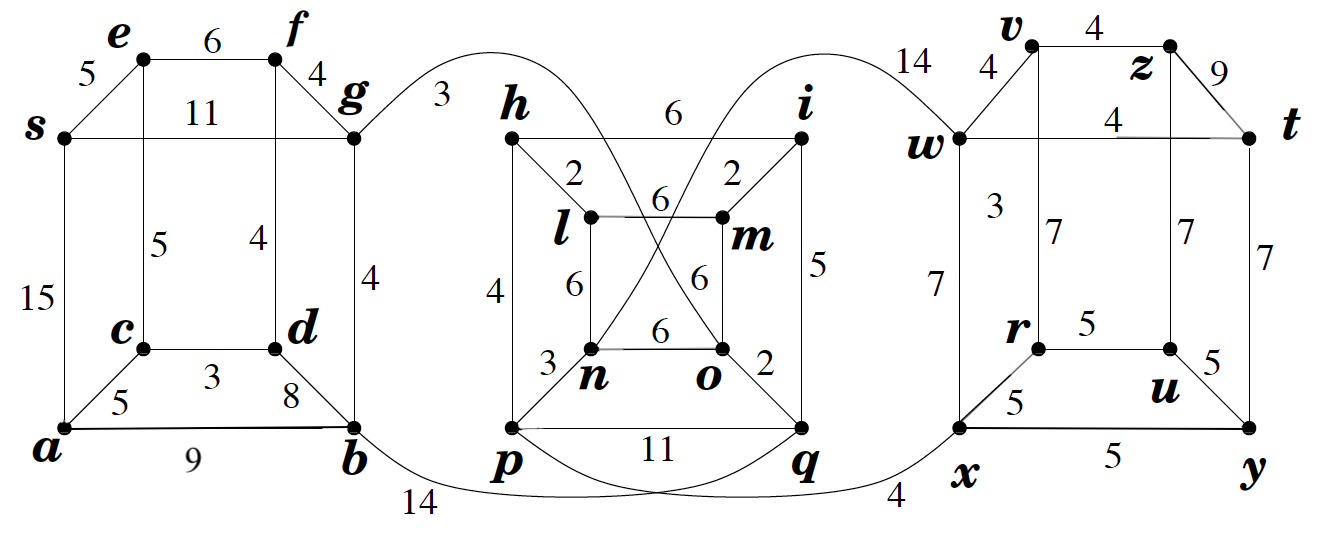 e 6 f v 4 z
5 4 3 h 6 i 14 4 9
s 11 g w 4 t
2 6 2
l m
15 5 4 4 4 6 6 5 7 3 7 7 7
c d 6 r 5 u
5 3 8 3 n o 2 5 5
a 9 b p 11 q x 5 y
14 4